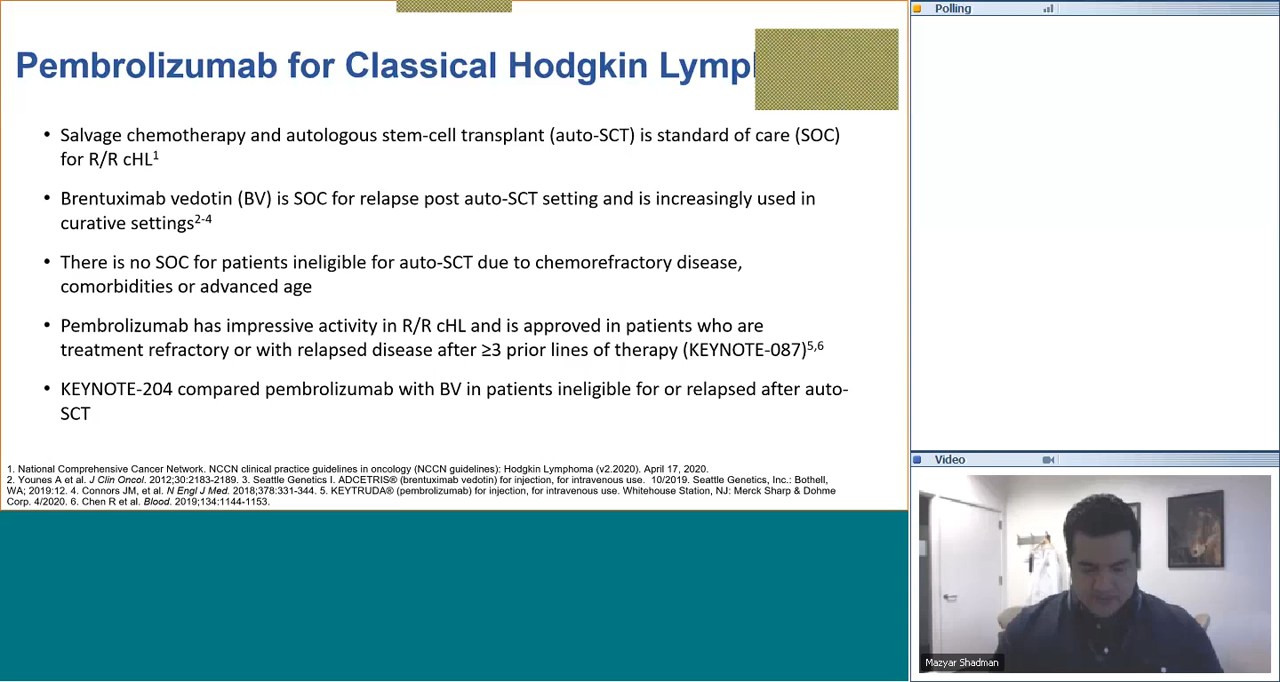 Pembrolizumab for Classical Hodgkin
• Salvage chemotherapy and autologous stem-cell transplant (auto-SCT) is standard of care (SOC)
for R/R cHL1
• Brentuximab vedotin (BV) is SOC for relapse post auto-SCT setting and is increasingly used in
curative settings2-4
• There is no SOC for patients ineligible for auto-SCT due to chemorefractory disease,
comorbidities or advanced age
• Pembrolizumab has impressive activity in R/R cHL and is approved in patients who are
treatment refractory or with relapsed disease after ≥3 prior lines of therapy (KEYNOTE-087)5,6
• KEYNOTE-204 compared pembrolizumab with BV in patients ineligible for or relapsed after auto-
SCT
1. National Comprehensive Cancer Network. NCCN clinical practice guidelines in oncology (NCCN guidelines): Hodgkin Lymphoma (v2.2020). April 17, 2020.
2. Younes A et al. J Clin Oncol. 2012;30:2183-2189. 3. Seattle Genetics I. ADCETRIS® (brentuximab vedotin) for injection, for intravenous use. 10/2019. Seattle Genetics, Inc.: Bothell,
WA; 2019:12. 4. Connors JM, et al. N Engl J Med. 2018;378:331-344. 5. KEYTRUDA® (pembrolizumab) for injection, for intravenous use. Whitehouse Station, NJ: Merck Sharp & Dohme
Corp. 4/2020. 6. Chen R et al. Blood. 2019;134:1144-1153.
Polling
Video
Mazyar Shadman